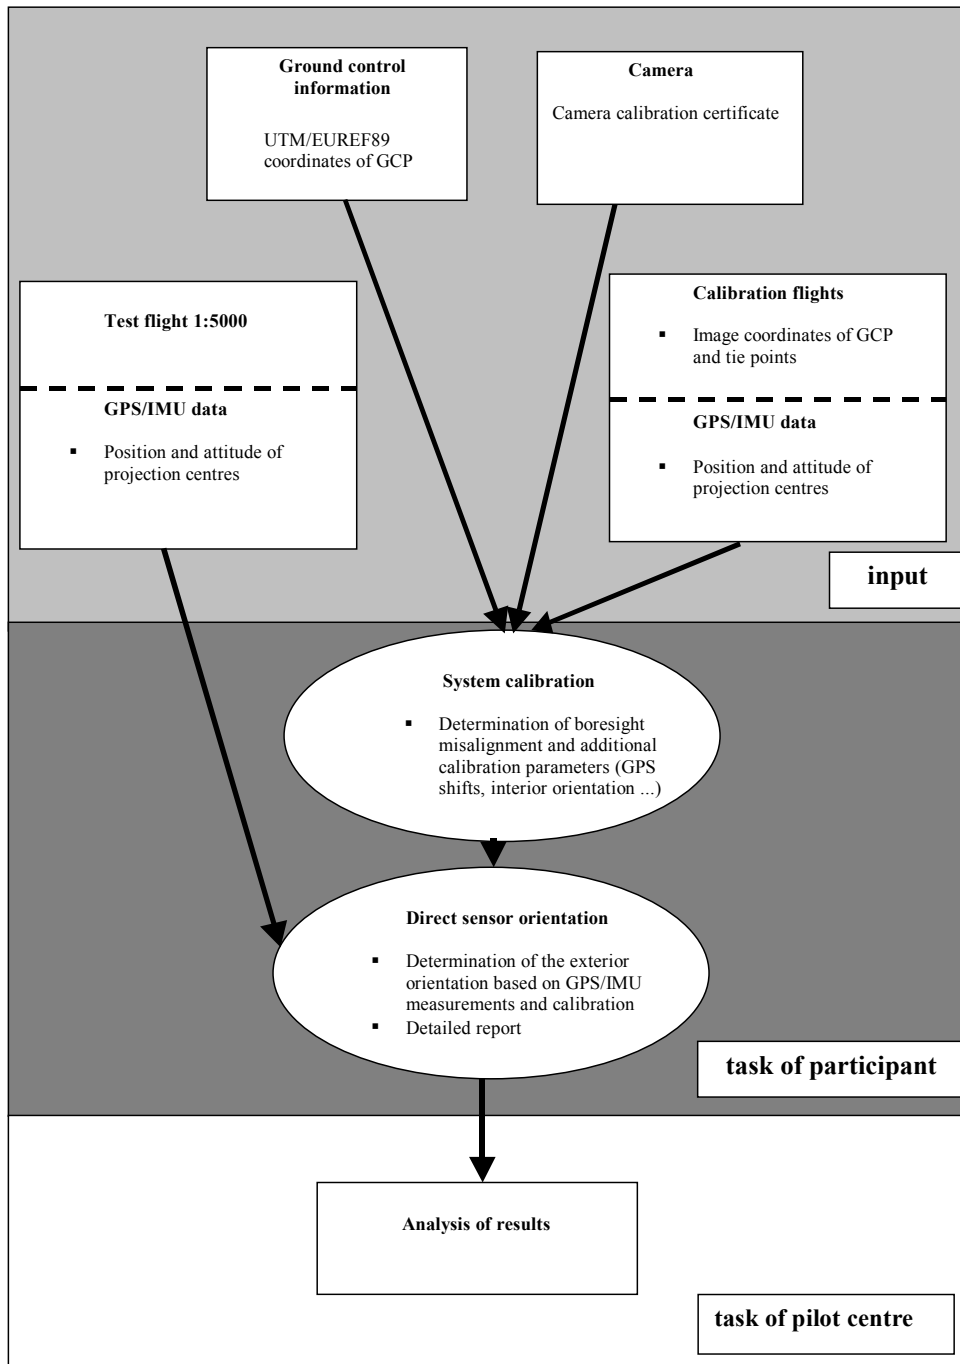 Ground control
information
UTM/EUREF89
coordinates of GCP
Camera
Camera calibration certificate
Test flight 1:5000
GPS/IMU data
▪ Position and attitude of
projection centres
Calibration flights
▪ Image coordinates of GCP
and tie points
GPS/IMU data
▪ Position and attitude of
projection centres
input
System calibration
▪ Determination of boresight
misalignment and additional
calibration parameters (GPS
shifts, interior orientation ...)
Direct sensor orientation
▪ Determination of the exterior
orientation based on GPS/IMU
measurements and calibration
▪ Detailed report
task of participant
Analysis of results
task of pilot centre